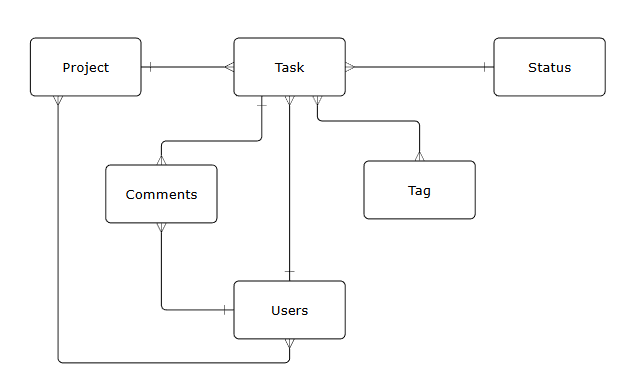 Project
Task
Status
Comments
Tag
Users